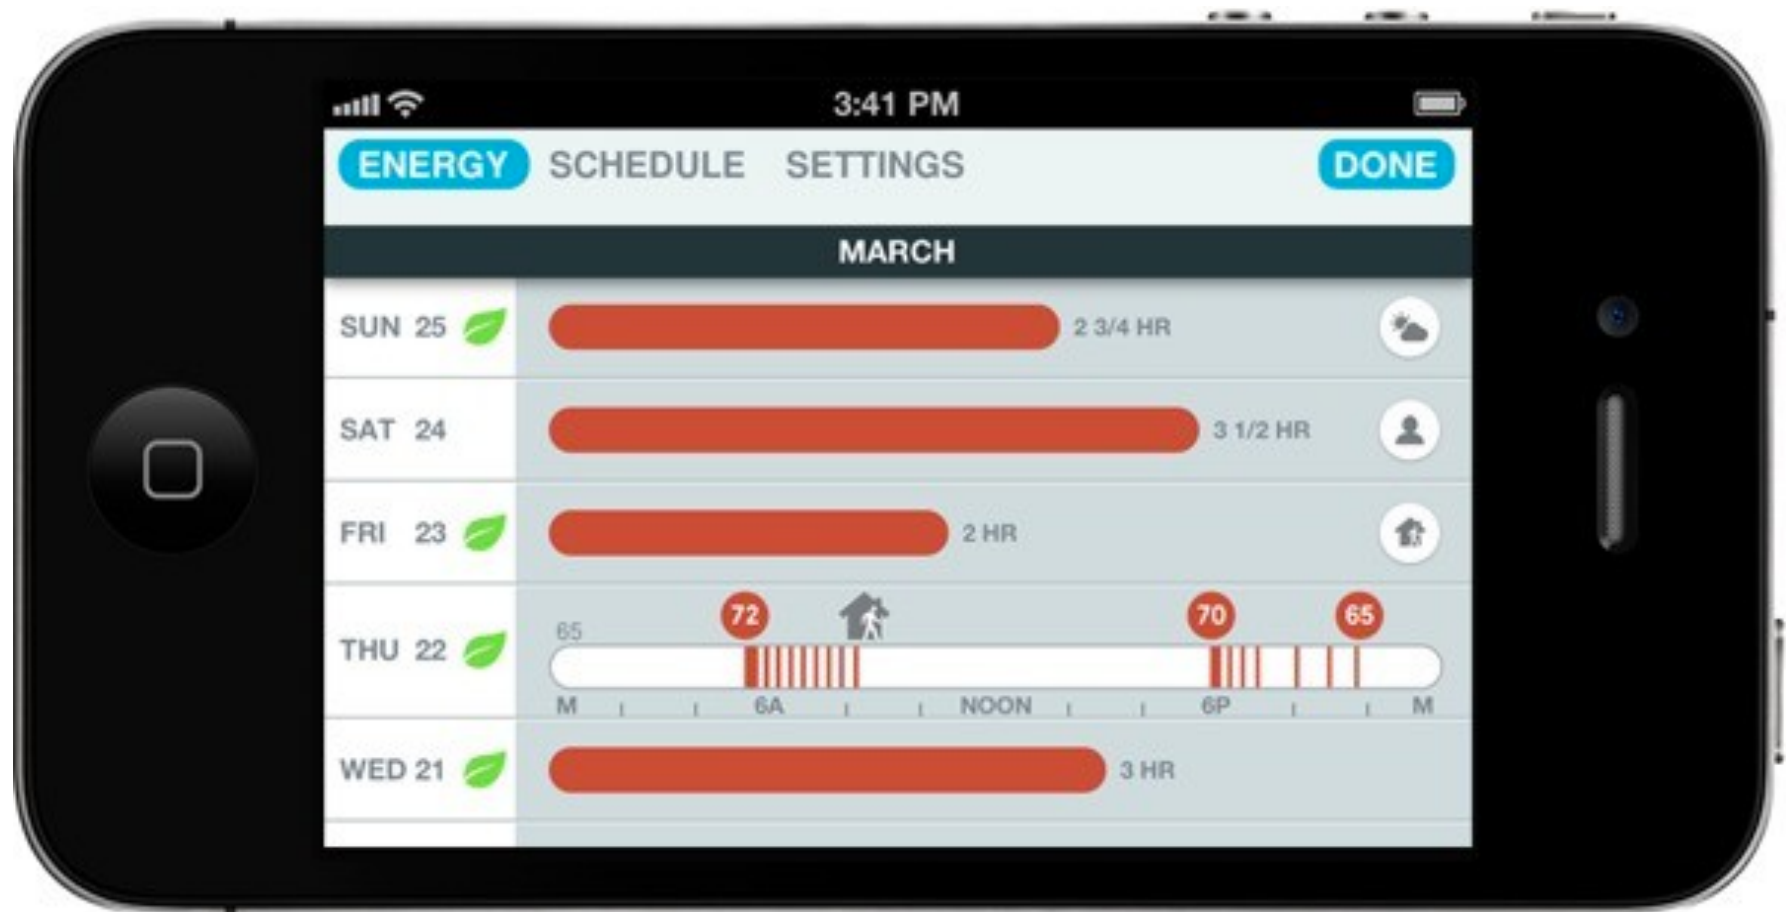 3:41 PM
ENERGY SCHEDULE SETTINGS DONE
MARCH
SUN 25 2 3/4 HR
SAT 24 3 1/2 HR
FRI 23 2 HR
72 70 65
65
THU 22
M 6A NOON 6P M
WED 21 3 HR